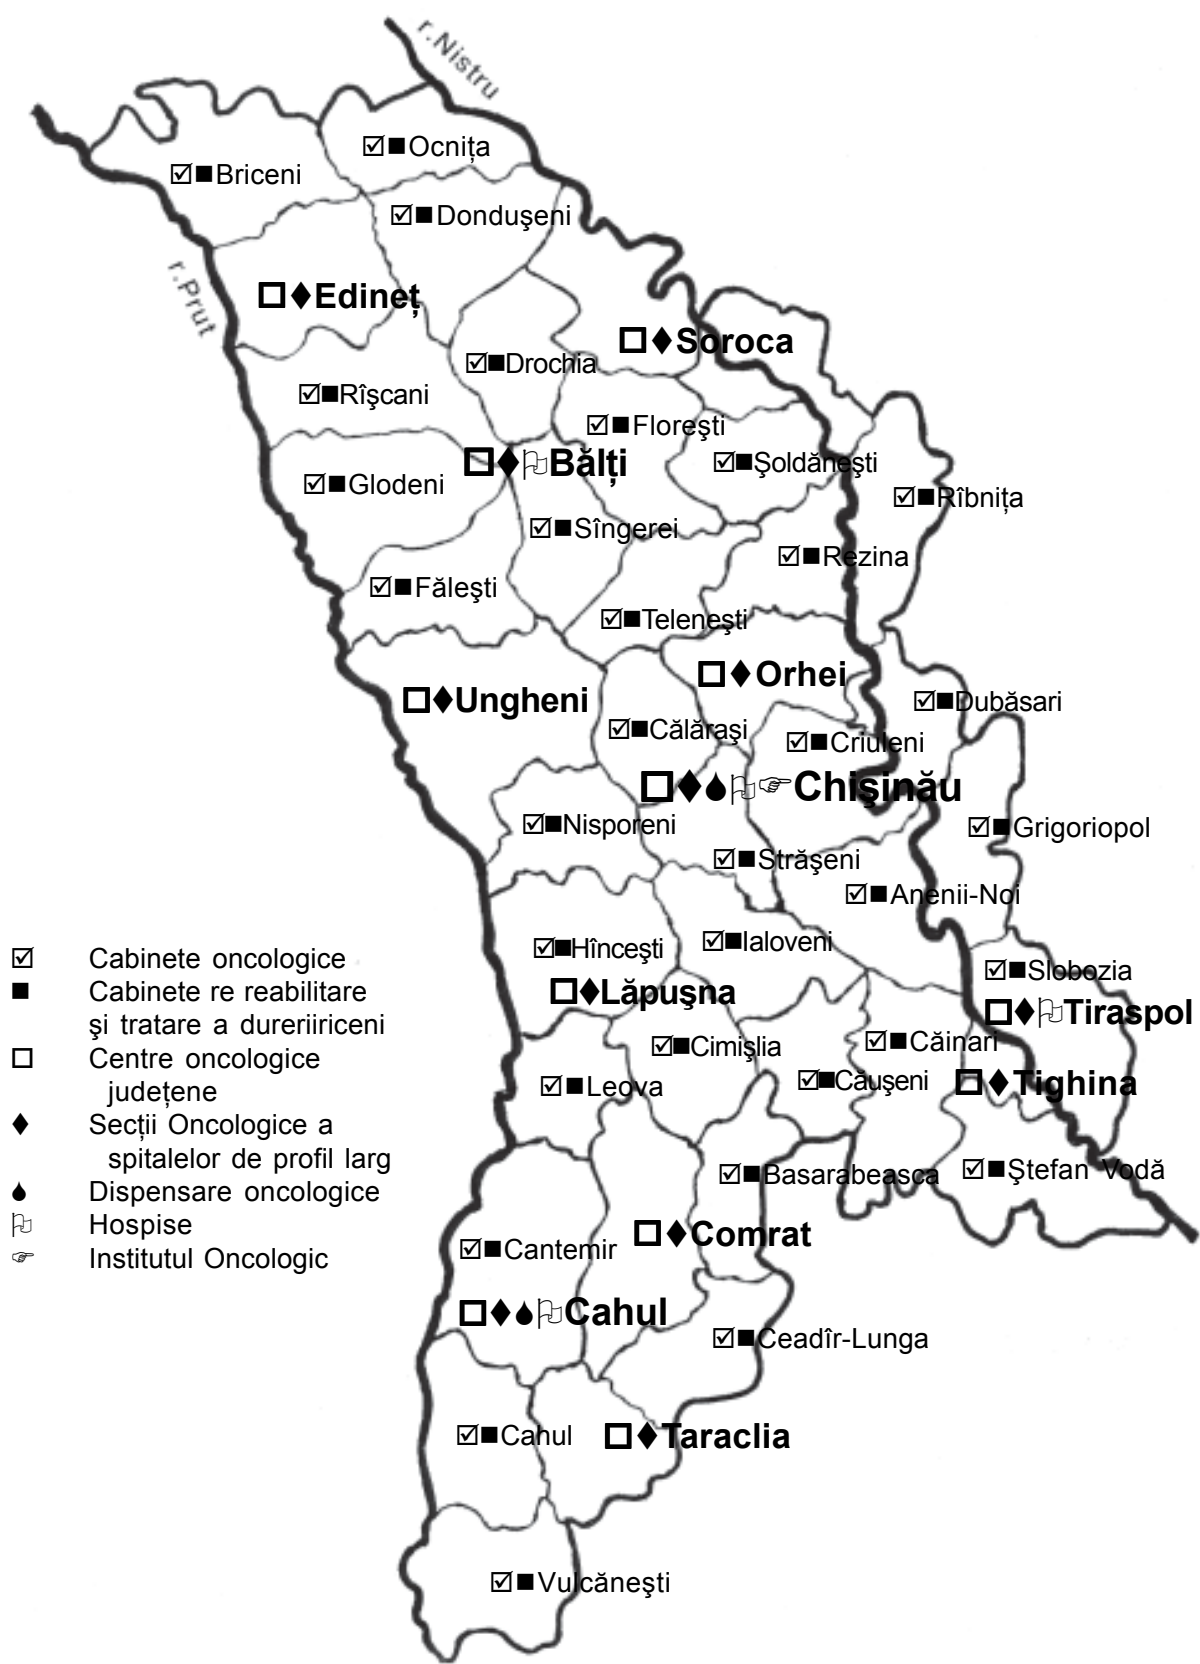 r.Nistru
☑■Ocnița
☑■Briceni
☑■Donduşeni
r.Prut
□♦Edineț
□♦Soroca
☑■Drochia
☑■Rîşcani
☑■Floreşti
□♦Bălți
☑■Şoldăneşti
☑■Glodeni
☑■Rîbnița
☑■Sîngerei
☑■Rezina
☑■Făleşti
☑■Teleneşti
□♦Orhei
□♦Ungheni
☑■Dubăsari
☑■Călăraşi
☑■Criuleni
□♦Chişinău
☑■Nisporeni
☑■Grigoriopol
☑■Străşeni
☑■Anenii-Noi
☑■Hînceşti
☑■Ialoveni
☑■Slobozia
□♦Lăpuşna
□♦Tiraspol
☑■Cimişlia
☑■Căinari
☑■Leova
☑■Căuşeni
□♦Tighina
☑■Basarabeasca
☑■Ştefan Vodă
□♦Comrat
☑■Cantemir
□♦Cahul
☑■Ceadîr-Lunga
☑■Cahul
□♦Taraclia
☑■Vulcăneşti
☑ Cabinete oncologice
■ Cabinete re reabilitare
şi tratare a dureriiriceni
□ Centre oncologice
județene
♦ Secții Oncologice a
spitalelor de profil larg
Dispensare oncologice
Hospise
☞ Institutul Oncologic